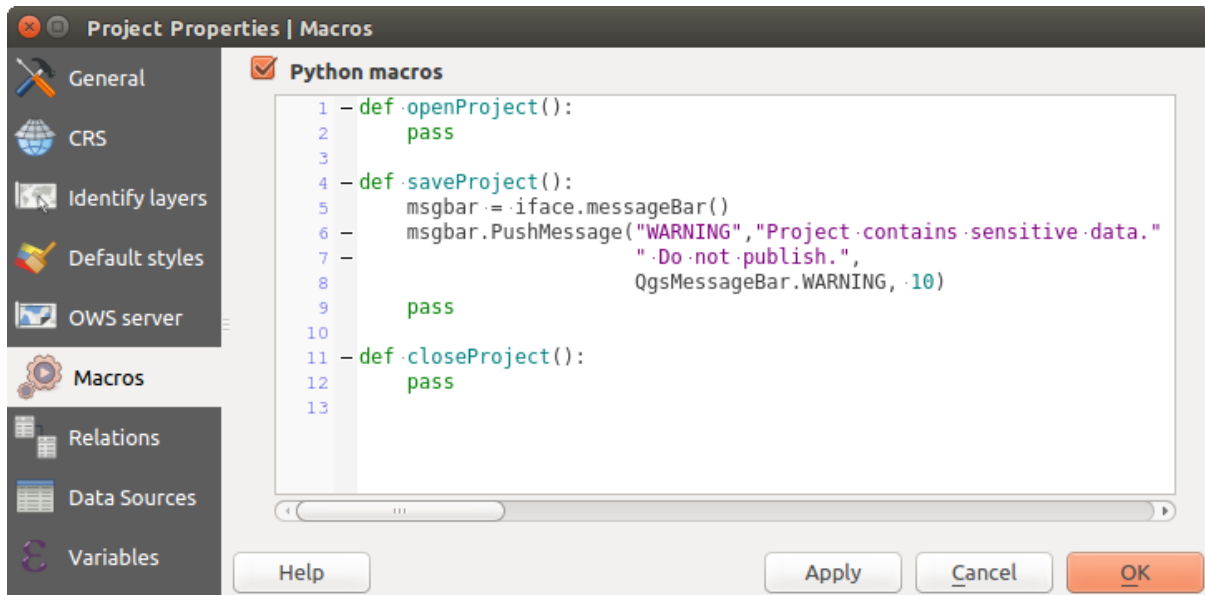 Project Properties | Macros
General
CRS
Identify layers
Default styles
OWS server
Macros
Relations
Data Sources
Variables
Python macros
1 def openProject():
2     pass
3
4 def saveProject():
5     msgbar = iface.messageBar()
6     msgbar.PushMessage("WARNING","Project contains sensitive data."
7                        " Do not publish.",
8                        QgsMessageBar.WARNING, 10)
9     pass
10
11 def closeProject():
12     pass
13
Help
Apply
Cancel
OK